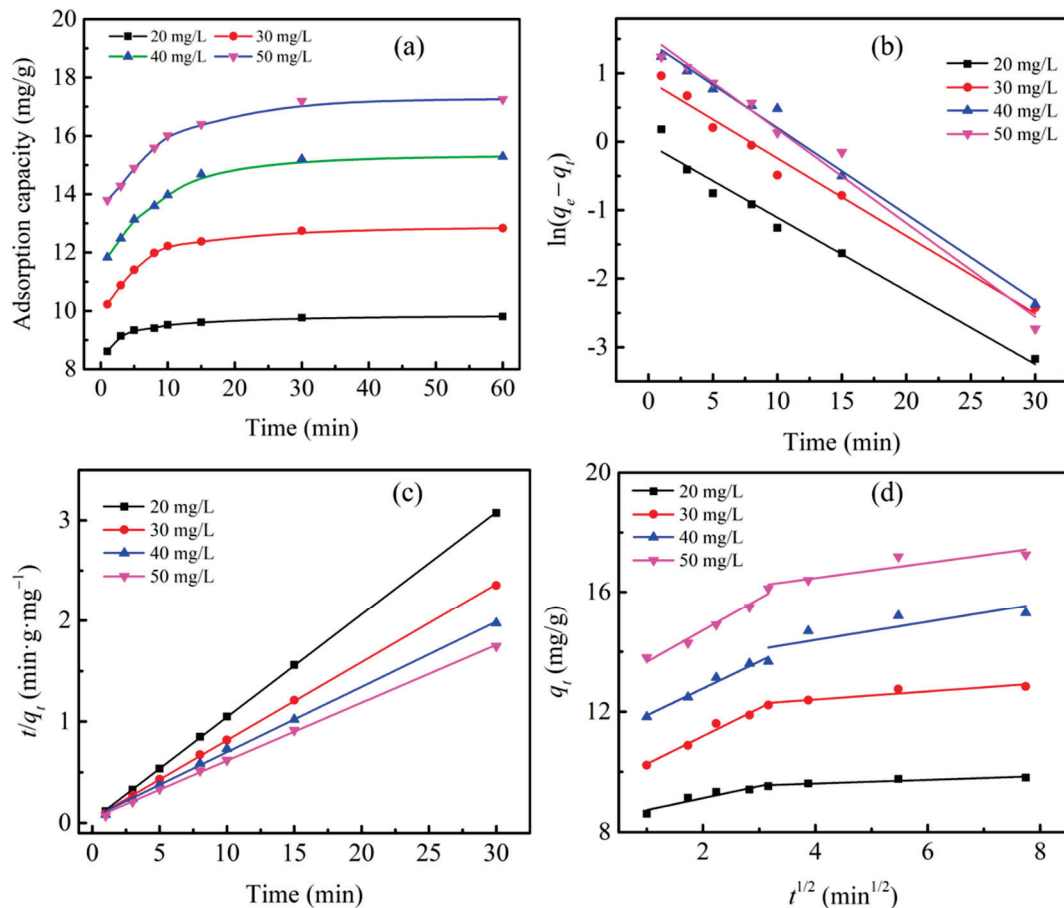 (a)
20 mg/L 30 mg/L
40 mg/L 50 mg/L
Adsorption capacity (mg/g)
20
18
16
14
12
10
8
0 10 20 30 40 50 60
Time (min)
(b)
20 mg/L
30 mg/L
40 mg/L
50 mg/L
ln(qe−qt)
1
0
-1
-2
-3
0 5 10 15 20 25 30
Time (min)
(c)
20 mg/L
30 mg/L
40 mg/L
50 mg/L
t/qt (min·g·mg⁻¹)
3
2
1
0
0 5 10 15 20 25 30
Time (min)
(d)
20 mg/L
30 mg/L
40 mg/L
50 mg/L
qt (mg/g)
20
16
12
8
2 4 6 8
t^1/2 (min^1/2)